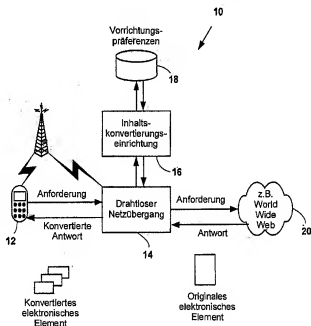 10
Vorrichtungs-
präferenzen
18
Inhalts-
konvertierungs-
einrichtung
16
Anforderung
Drahtloser
Netzübergang
Anforderung
z.B.
World
Wide
Web
12
Konvertierte
Antwort
14
Antwort
20
Konvertiertes
elektronisches
Element
Originales
elektronisches
Element